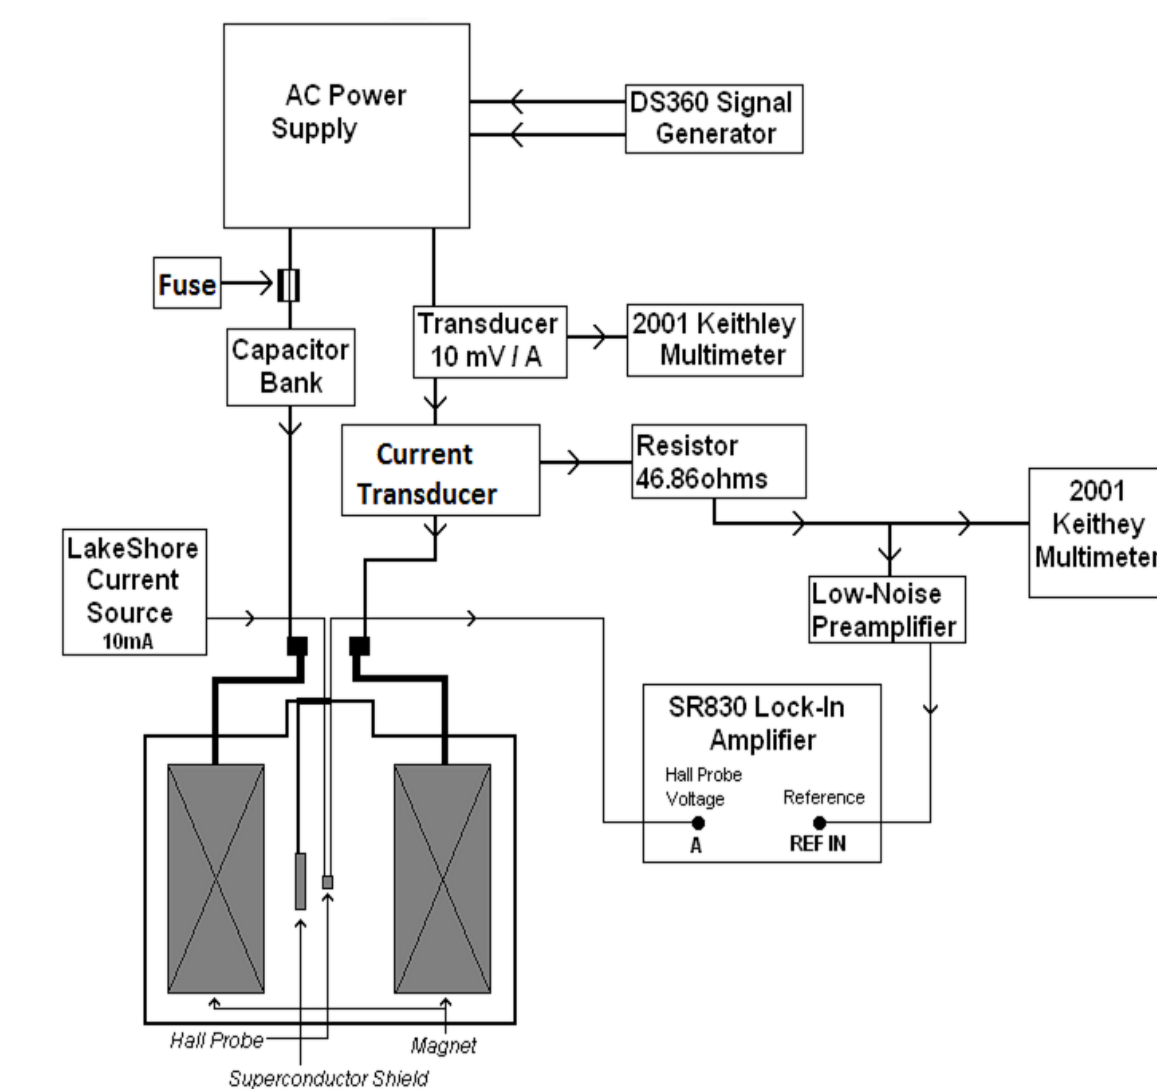 AC Power
Supply
DS360 Signal
Generator
Fuse
Transducer
10 mV / A
2001 Keithley
Multimeter
Capacitor
Bank
Current
Transducer
Resistor
46.86ohms
2001
Keithey
Multimeter
LakeShore
Current
Source
10mA
Low-Noise
Preamplifier
SR830 Lock-In
Amplifier
Hall Probe
Voltage
Reference
A
REF IN
Hall Probe
Magnet
Superconductor Shield